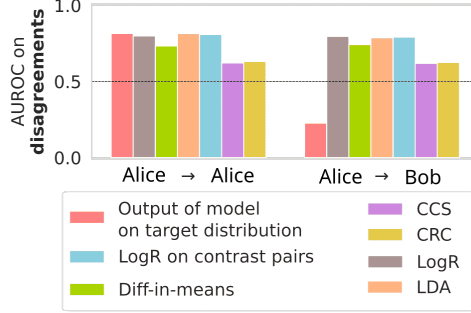 1.0
0.5
0.0
AUROC on
disagreements
Alice → Alice
Alice → Bob
Output of model
on target distribution
LogR on contrast pairs
Diff-in-means
CCS
CRC
LogR
LDA